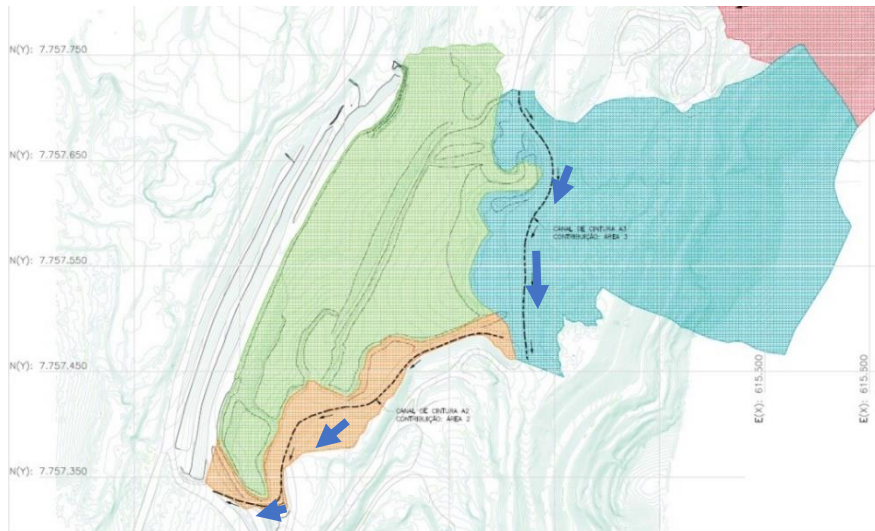 N(Y): 7.757.750
N(Y): 7.757.650
CANAL DE CINTURA A3
CONTRIBUIÇÃO: ÁREA 3
N(Y): 7.757.550
N(Y): 7.757.450
E(X): 615.500
E(X): 615.500
CANAL DE CINTURA A2
CONTRIBUIÇÃO: ÁREA 2
N(Y): 7.757.350